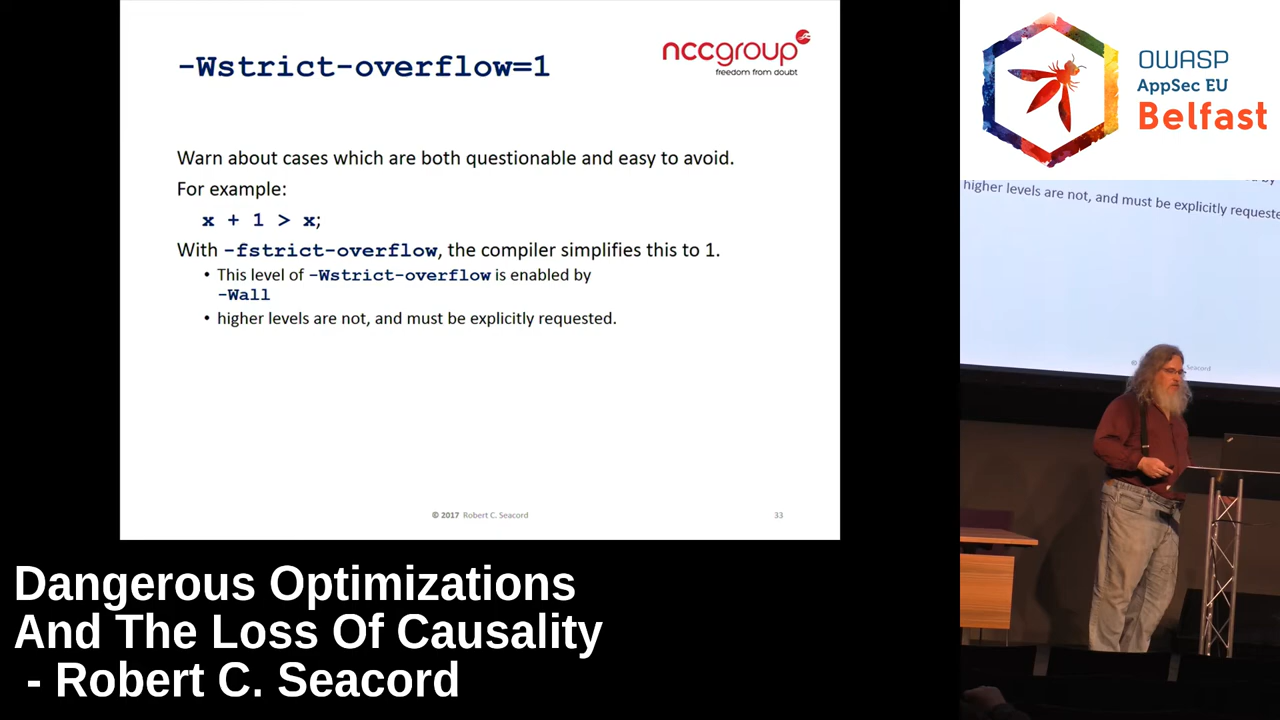 -Wstrict-overflow=1
nccgroup
freedom from doubt
Warn about cases which are both questionable and easy to avoid.
For example:
x + 1 > x;
With -fstrict-overflow, the compiler simplifies this to 1.
• This level of -Wstrict-overflow is enabled by
-Wall
• higher levels are not, and must be explicitly requested.
© 2017 Robert C. Seacord
33
OWASP
AppSec EU
Belfast
higher levels are not, and must be explicitly requeste
Seacord
Dangerous Optimizations
And The Loss Of Causality
- Robert C. Seacord